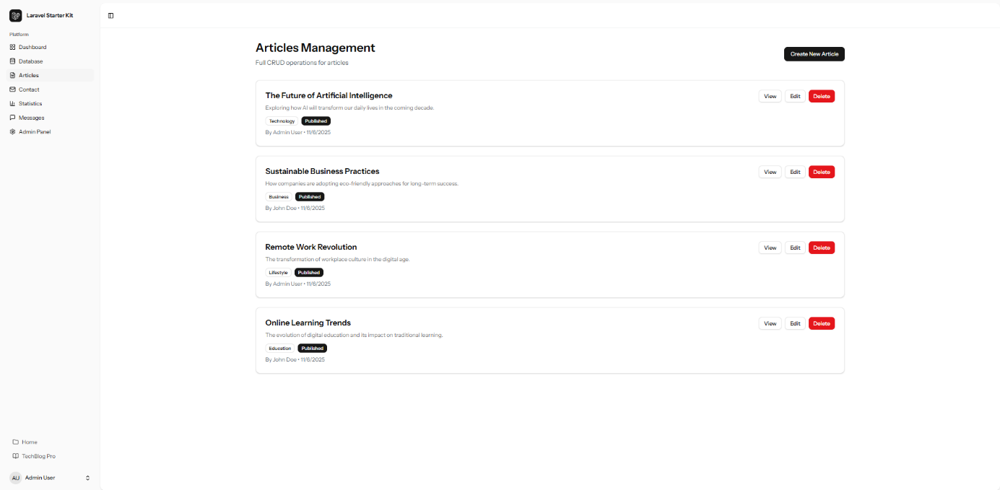 Laravel Starter Kit
Platform
Dashboard
Database
Articles
Contact
Statistics
Messages
Admin Panel
Home
TechBlog Pro
AU Admin User
Articles Management
Full CRUD operations for articles
Create New Article
The Future of Artificial Intelligence
View Edit Delete
Exploring how AI will transform our daily lives in the coming decade.
Technology Published
By Admin User • 11/6/2025
Sustainable Business Practices
View Edit Delete
How companies are adopting eco-friendly approaches for long-term success.
Business Published
By John Doe • 11/6/2025
Remote Work Revolution
View Edit Delete
The transformation of workplace culture in the digital age.
Lifestyle Published
By Admin User • 11/6/2025
Online Learning Trends
View Edit Delete
The evolution of digital education and its impact on traditional learning.
Education Published
By John Doe • 11/6/2025